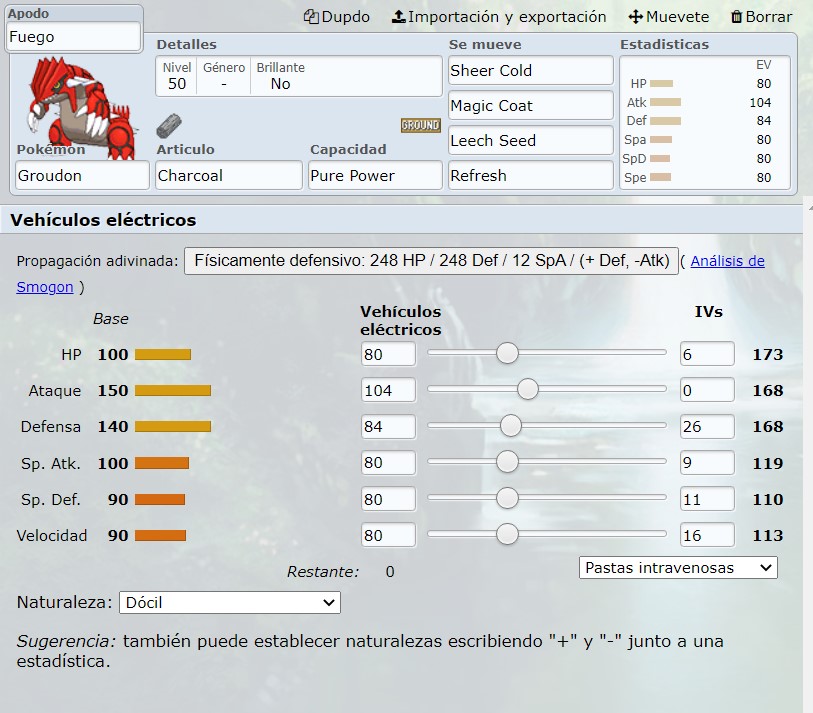 Apodo
Dupdo Importación y exportación Muevete Borrar
Fuego
Detalles
Nivel Género Brillante
50 - No
GROUND
Pokémon Articulo Capacidad
Groudon Charcoal Pure Power
Se mueve
Sheer Cold
Magic Coat
Leech Seed
Refresh
Estadisticas
EV
HP 80
Atk 104
Def 84
Spa 80
SpD 80
Spe 80
Vehículos eléctricos
Propagación adivinada: Físicamente defensivo: 248 HP / 248 Def / 12 SpA / (+ Def, -Atk) ( Análisis de
Smogon )
Base Vehículos eléctricos IVs
HP 100 80 6 173
Ataque 150 104 0 168
Defensa 140 84 26 168
Sp. Atk. 100 80 9 119
Sp. Def. 90 80 11 110
Velocidad 90 80 16 113
Restante: 0 Pastas intravenosas
Naturaleza: Dócil
Sugerencia: también puede establecer naturalezas escribiendo "+" y "-" junto a una
estadística.